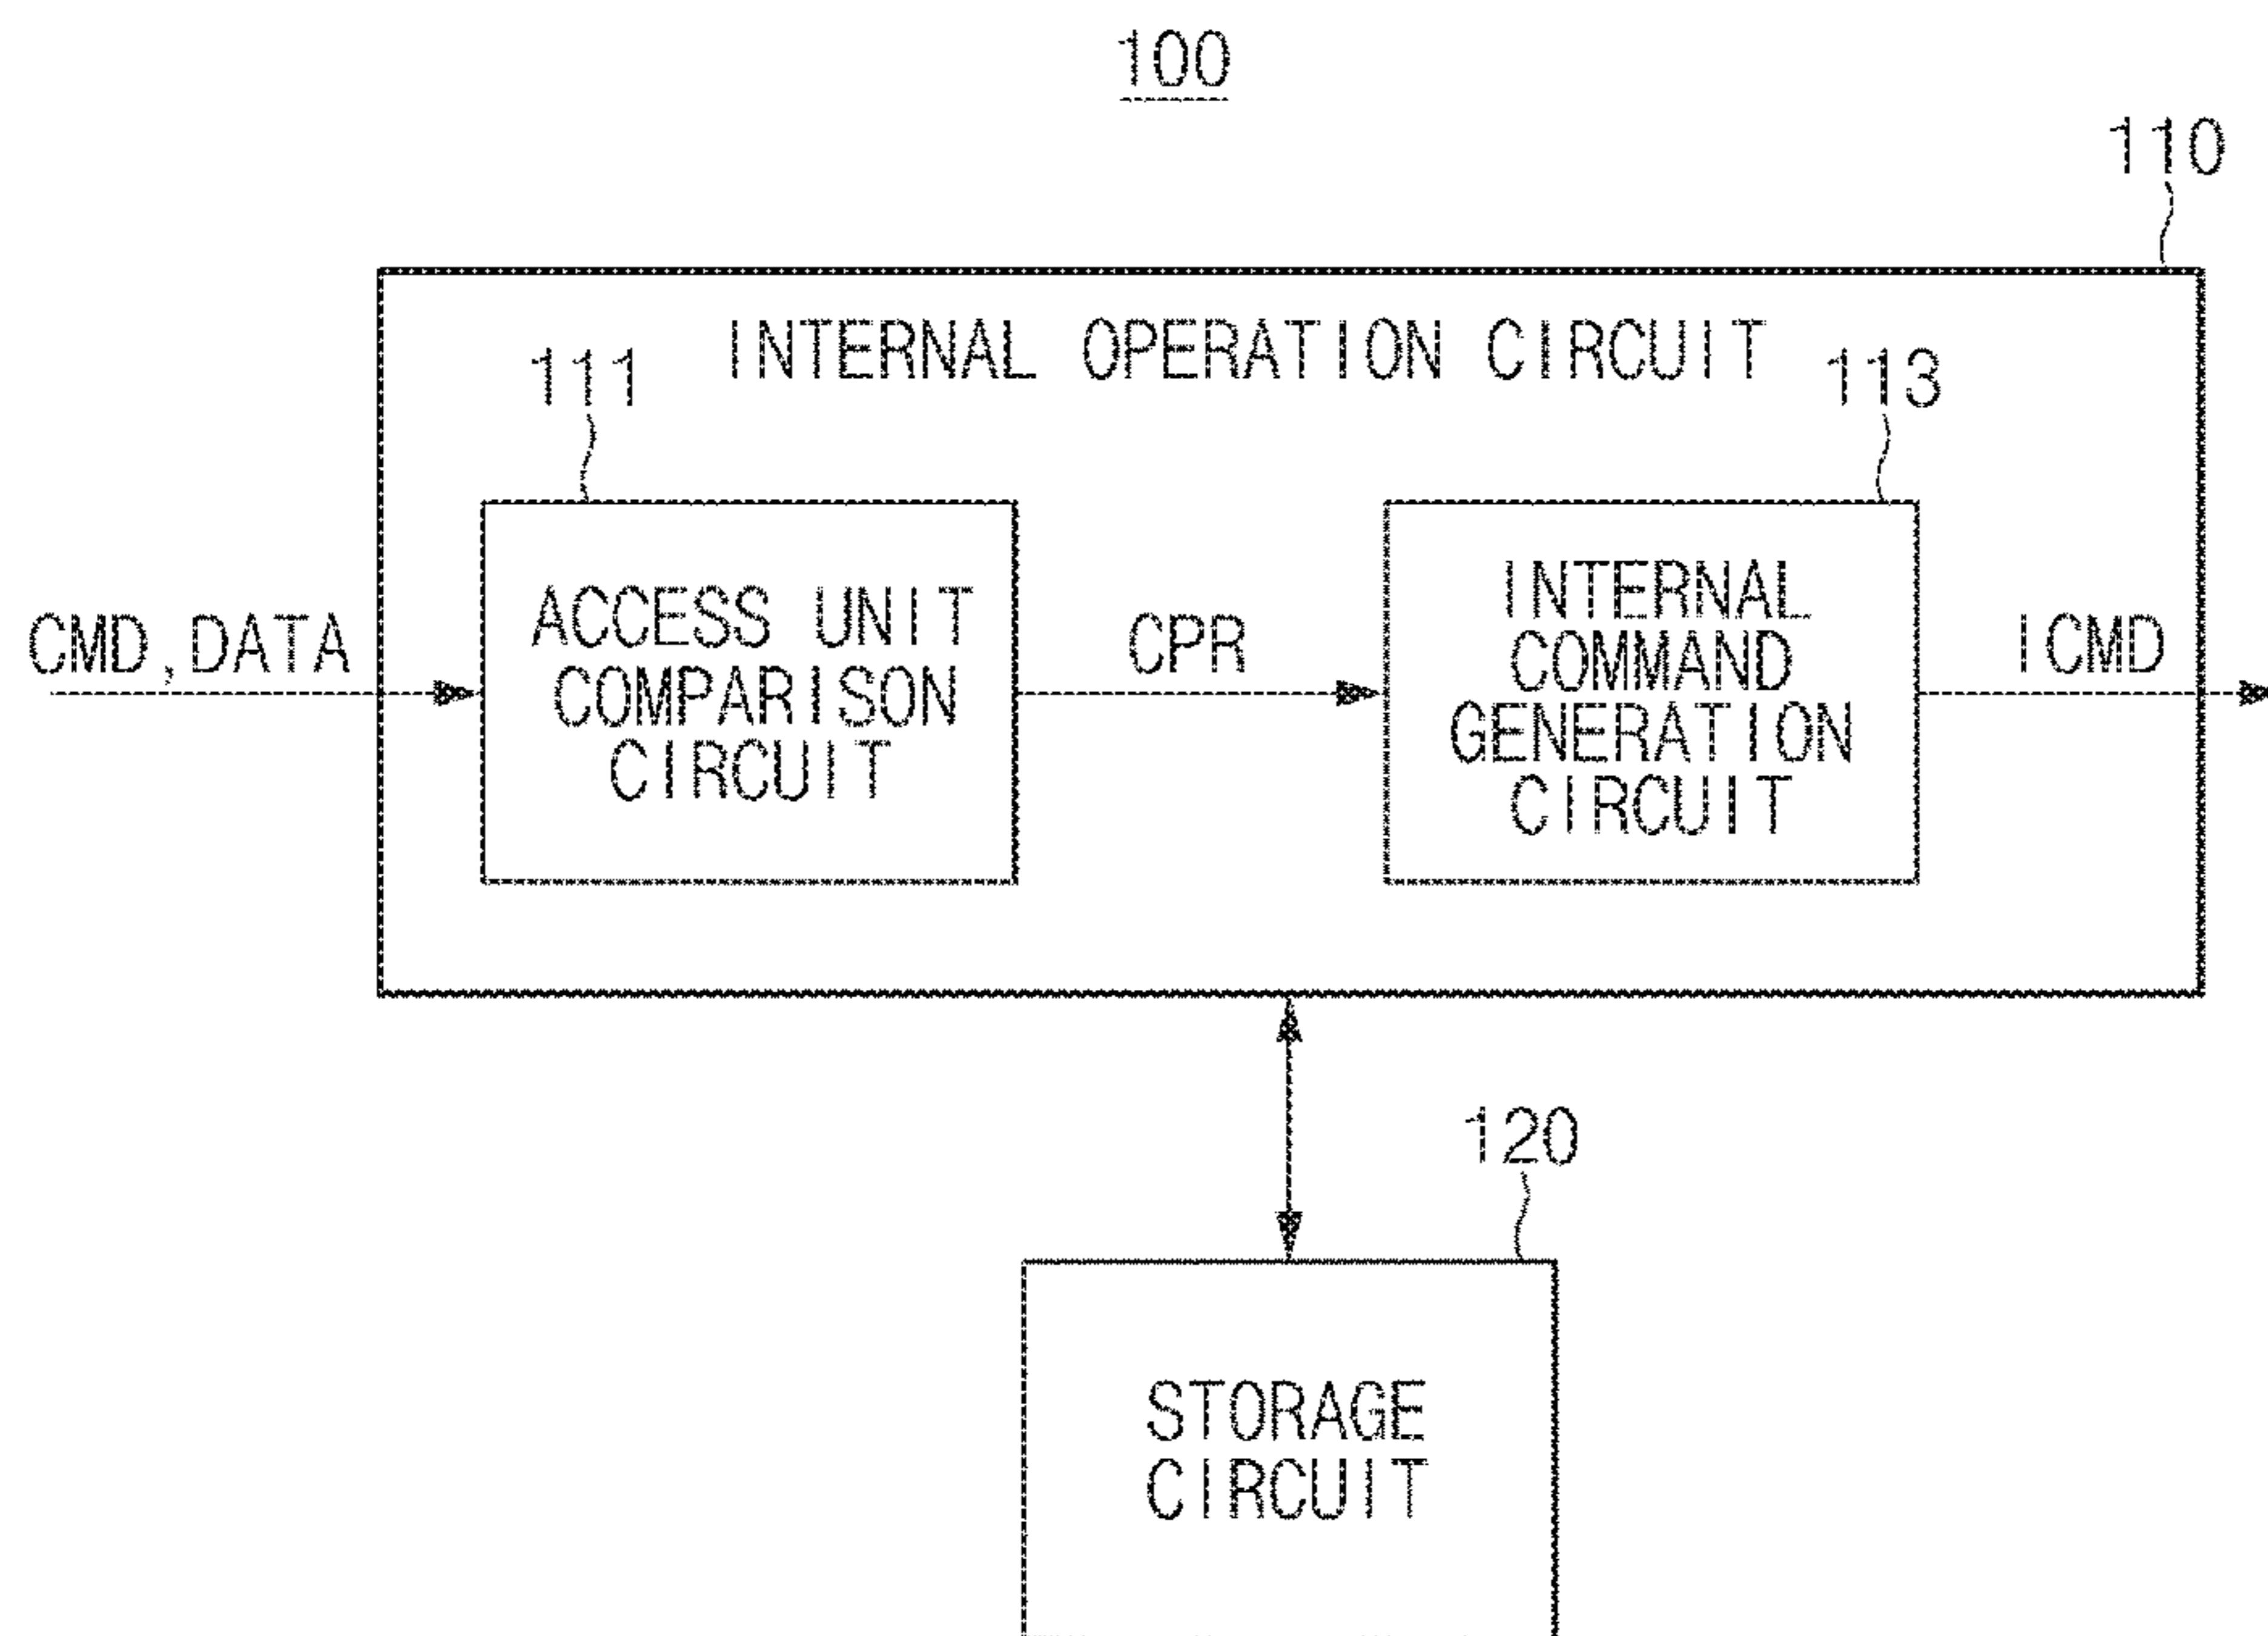 100
110
INTERNAL OPERATION CIRCUIT
111
113
CMD,DATA
ACCESS UNIT
COMPARISON
CIRCUIT
CPR
INTERNAL
COMMAND
GENERATION
CIRCUIT
ICMD
120
STORAGE
CIRCUIT